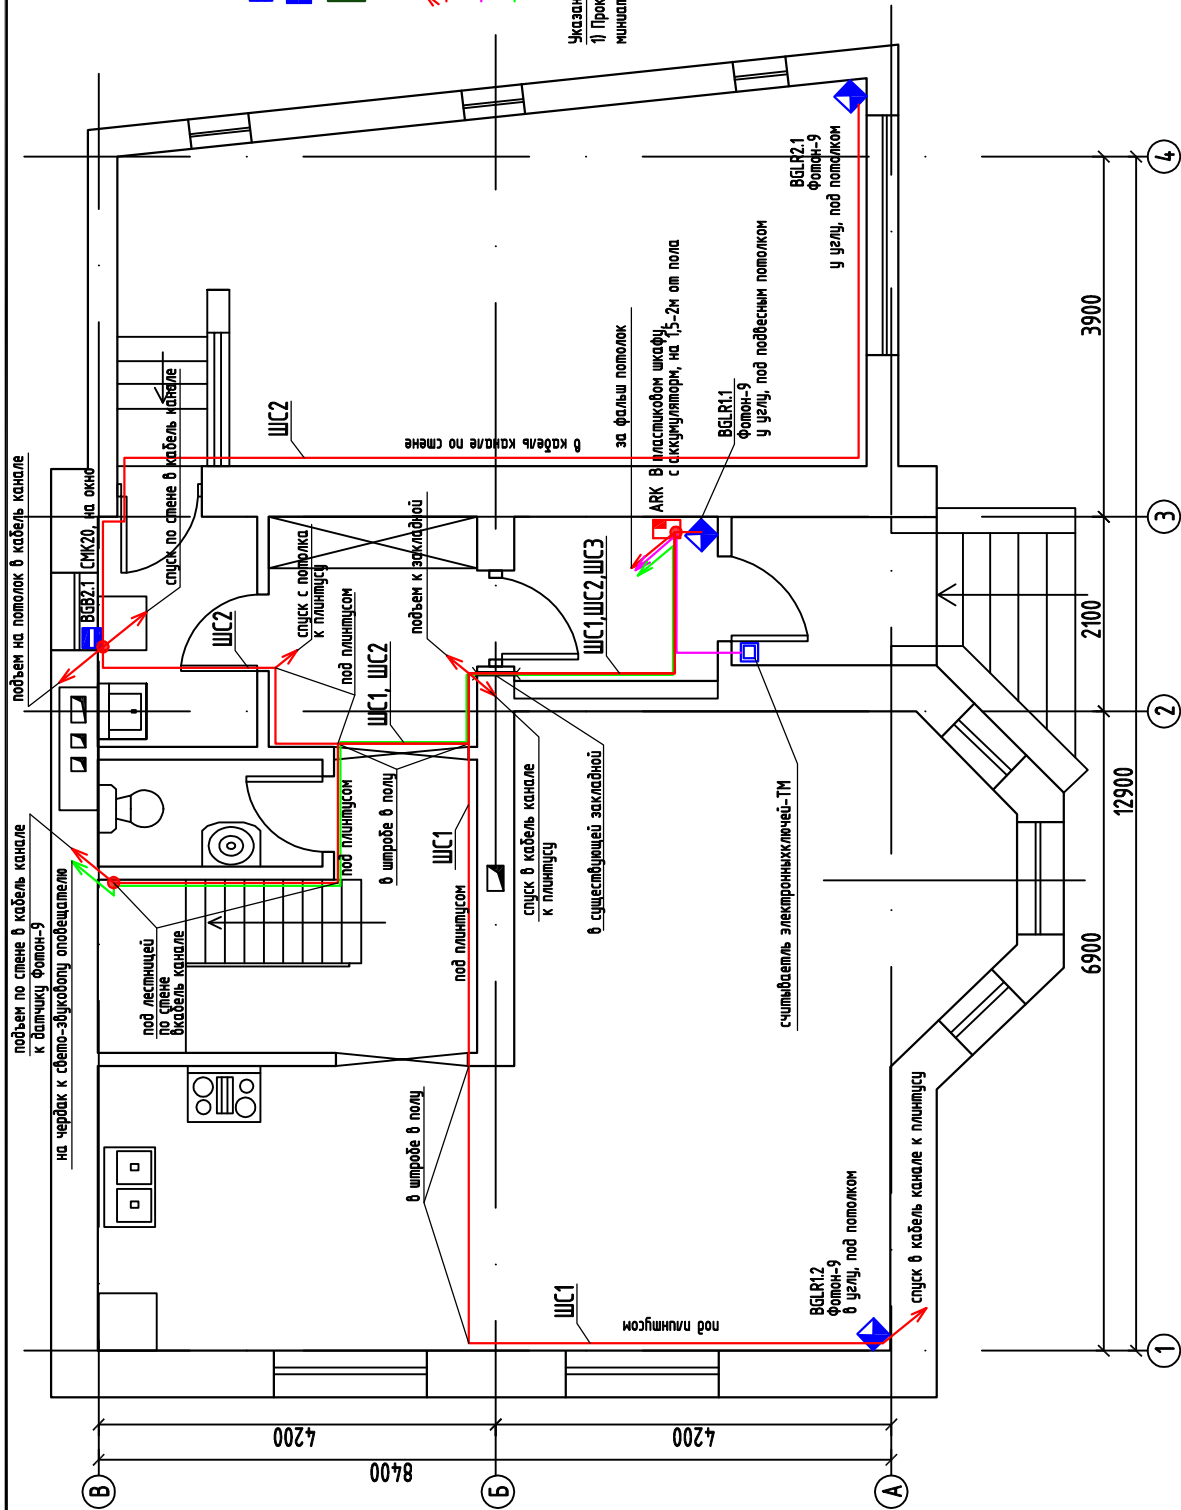 Указан
1) Прок
миниат
подъем на потолок в кабель канале
BGB2.1
СМК20, на окно
спуск по стене в кабель канале
ШС2
ШС2
в кабель канале по стене
спуск с потолка
к плинтусу
под плинтусом
ШС1, ШС2
подъем к закладной
за фальш потолок
ARK В пластиковом шкафу,
с аккумуляторм, на 1,5-2м от пола
BGLR1.1
Фотон-9
у углу, под подвесным потолком
BGLR2.1
Фотон-9
у углу, под потолком
ШС1,ШС2,ШС3
подъем по стене в кабель канале
к датчику Фотон-9
на чердак к свето-звуковопу оповещателю
под лестницей
по стене
вкабель канале
под плинтусом
в штробе в полу
ШС1
под плинтусом
спуск в кабель канале
к плинтусу
в существующей закладной
считываетль электронныхключей-ТМ
в штробе в полу
ШС1
под плинтусом
BGLR1.2
Фотон-9
в углу, под потолком
спуск в кабель канале к плинтусу
3900
2100
6900
12900
4200
4200
8400
В
Б
А
1
2
3
4